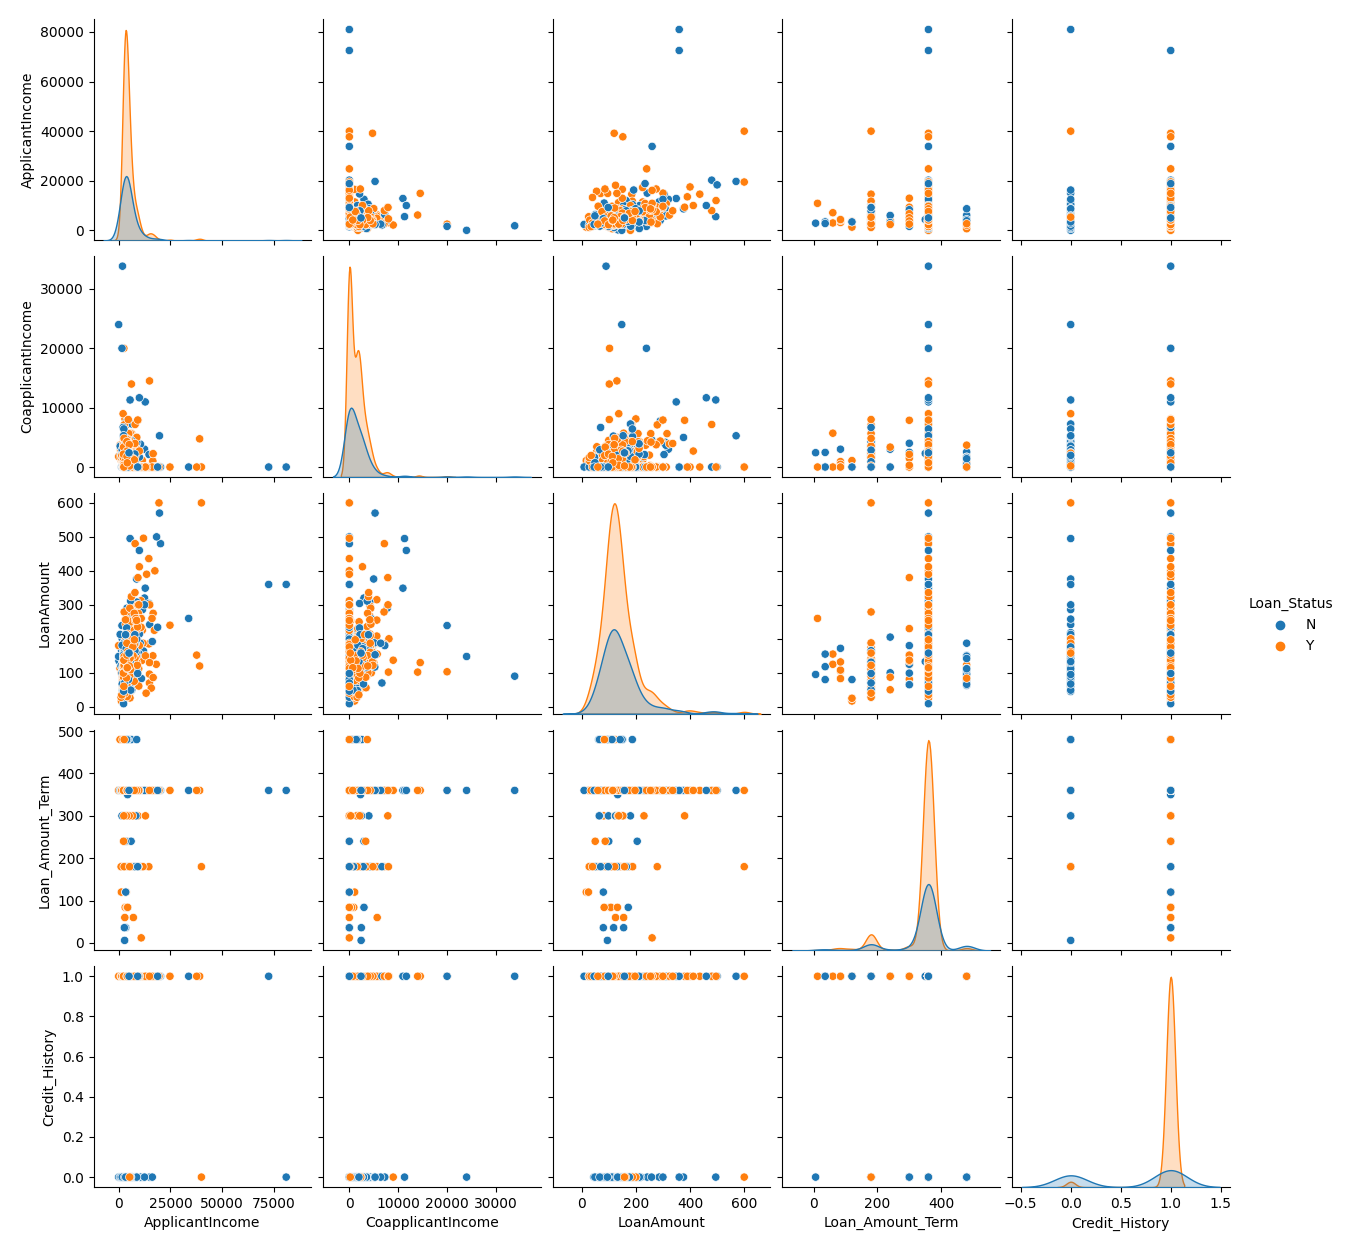 80000
60000
40000
20000
0
ApplicantIncome
30000
20000
10000
0
CoapplicantIncome
600
500
400
300
200
100
0
LoanAmount
Loan_Status
N
Y
500
400
300
200
100
0
Loan_Amount_Term
1.0
0.8
0.6
0.4
0.2
0.0
Credit_History
0 25000 50000 75000
0 10000 20000 30000
0 200 400 600
0 200 400
−0.5 0.0 0.5 1.0 1.5
ApplicantIncome CoapplicantIncome LoanAmount Loan_Amount_Term Credit_History